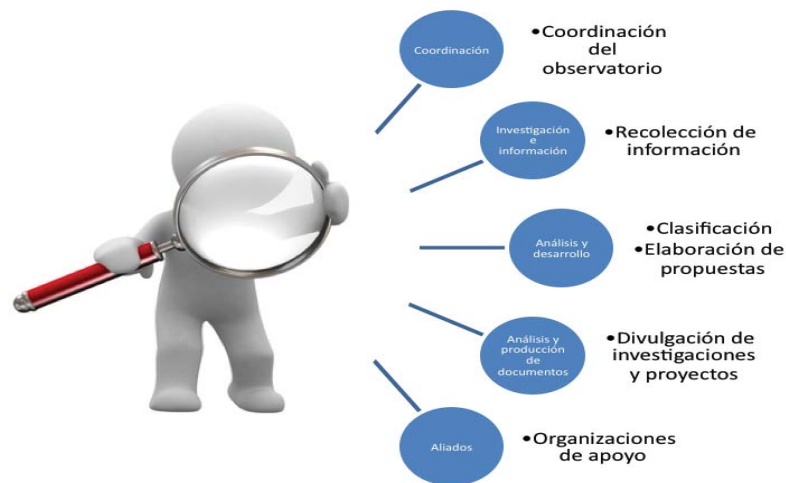 Coordinación
•Coordinación
del
observatorio
Investigación
e
información
•Recolección de
información
Análisis y
desarrollo
•Clasificación
•Elaboración de
propuestas
Análisis y
producción
de
documentos
•Divulgación de
investigaciones
y proyectos
Aliados
•Organizaciones
de apoyo